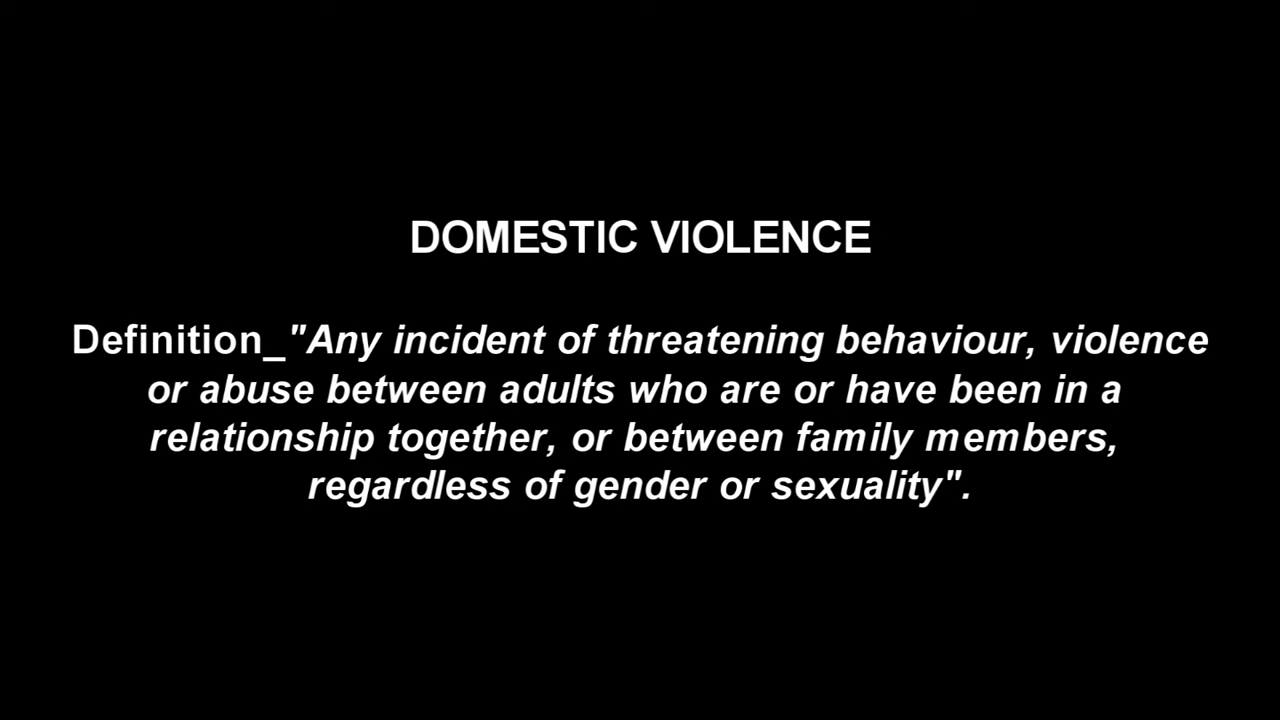 DOMESTIC VIOLENCE
Definition_"Any incident of threatening behaviour, violence
or abuse between adults who are or have been in a
relationship together, or between family members,
regardless of gender or sexuality".